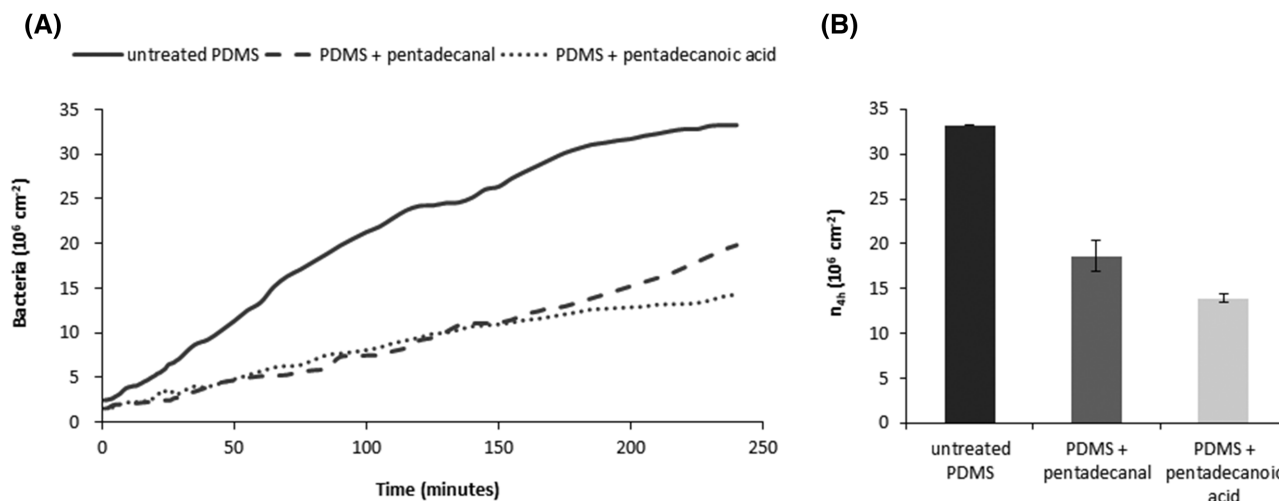 (A)
untreated PDMS PDMS + pentadecanal PDMS + pentadecanoic acid
35
30
25
20
15
10
5
0
Bacteria (10⁶ cm⁻²)
0 50 100 150 200 250
Time (minutes)
(B)
35
30
25
20
15
10
5
0
n4h (10⁶ cm⁻²)
untreated
PDMS
PDMS +
pentadecanal
PDMS +
pentadecanoic
acid